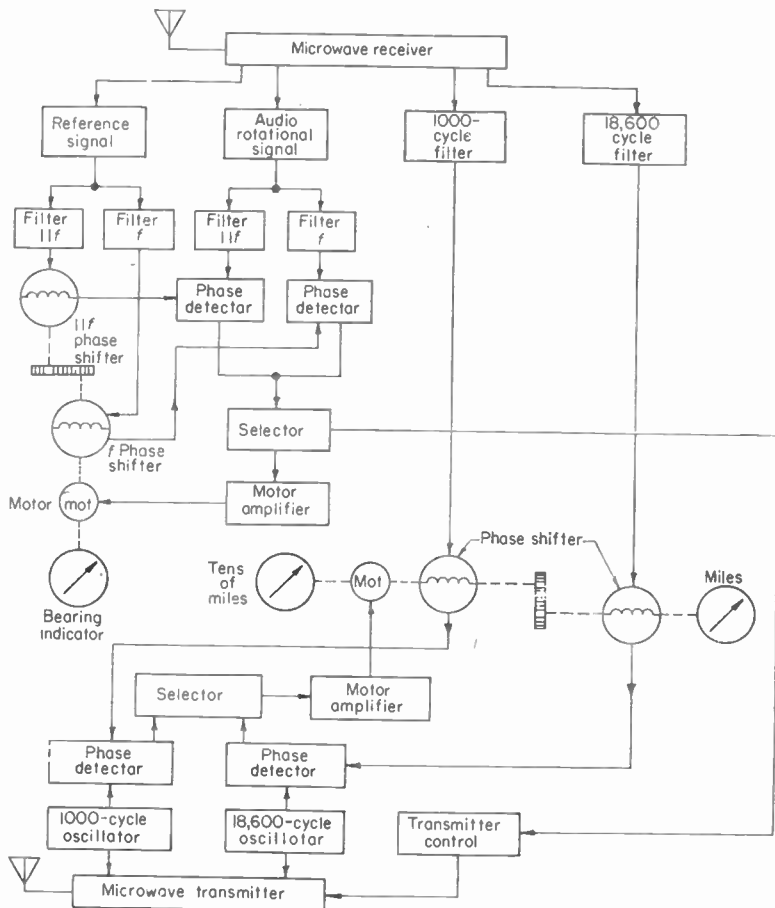 Microwave receiver
Reference
signal
Audio
rotational
signal
1000-
cycle
filter
18,600
cycle
filter
Filter
11f
Filter
f
Filter
11f
Filter
f
Phase
detector
Phase
detector
11f
phase
shifter
f Phase
shifter
Selector
Motor
amplifier
Motor
mot
Bearing
indicator
Tens
of
miles
Mot
Phase shifter
Miles
Selector
Motor
amplifier
Phase
detectar
Phase
detector
1000-cycle
oscillator
18,600-cycle
oscillotar
Transmitter
control
Microwave transmitter